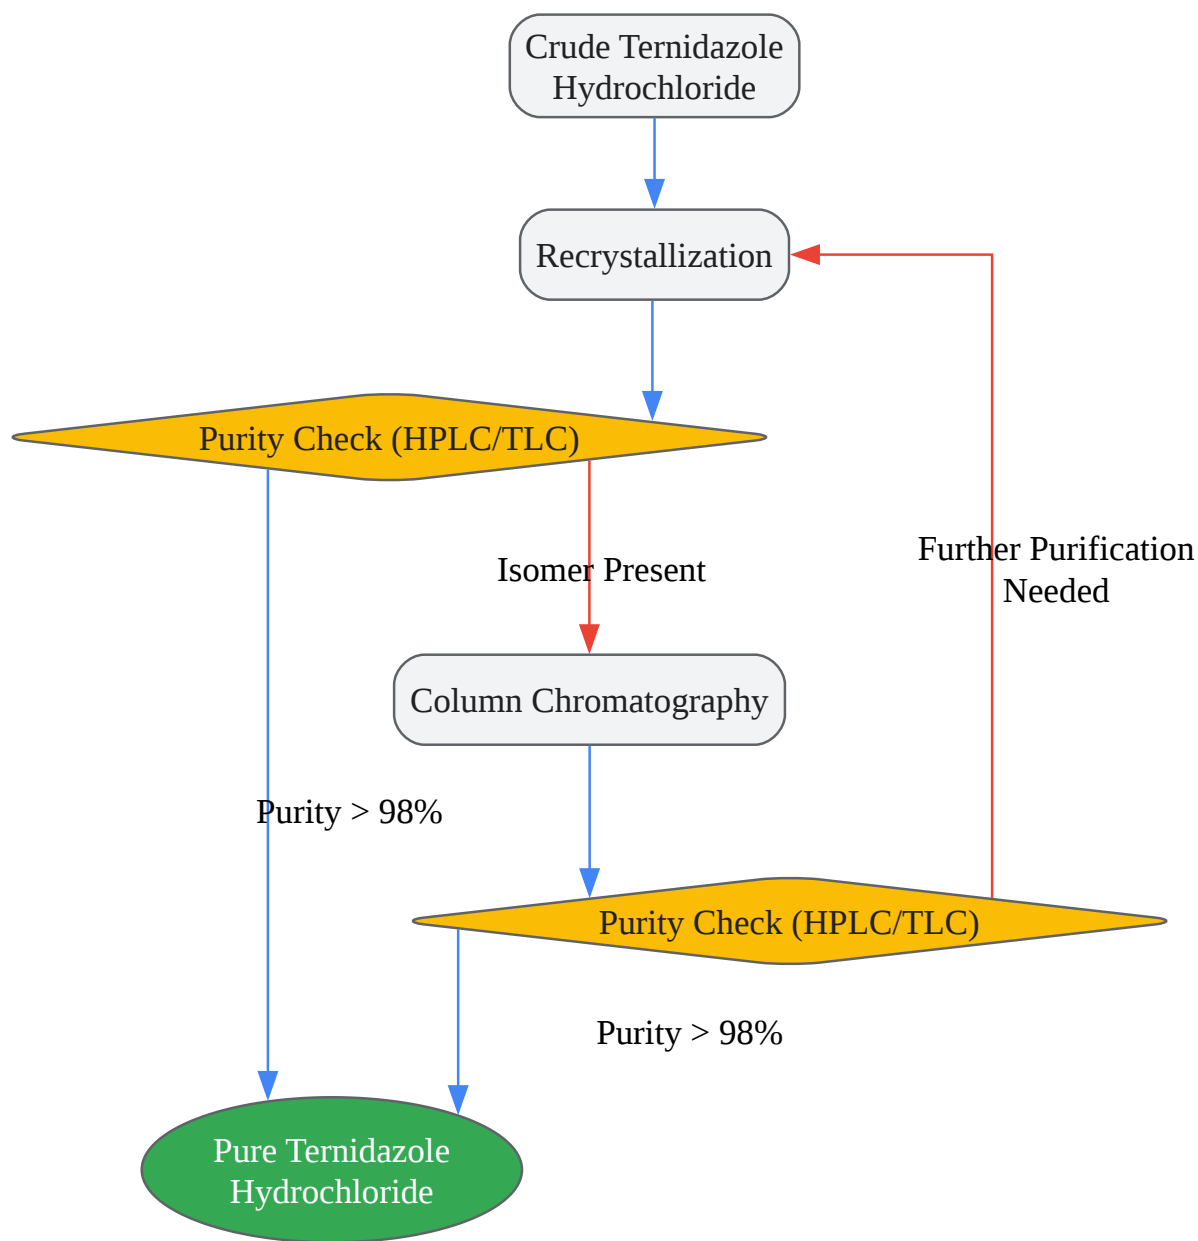 Crude Ternidazole
Hydrochloride
Recrystallization
Purity Check (HPLC/TLC)
Further Purification
Needed
Isomer Present
Column Chromatography
Purity > 98%
Purity Check (HPLC/TLC)
Purity > 98%
Pure Ternidazole
Hydrochloride